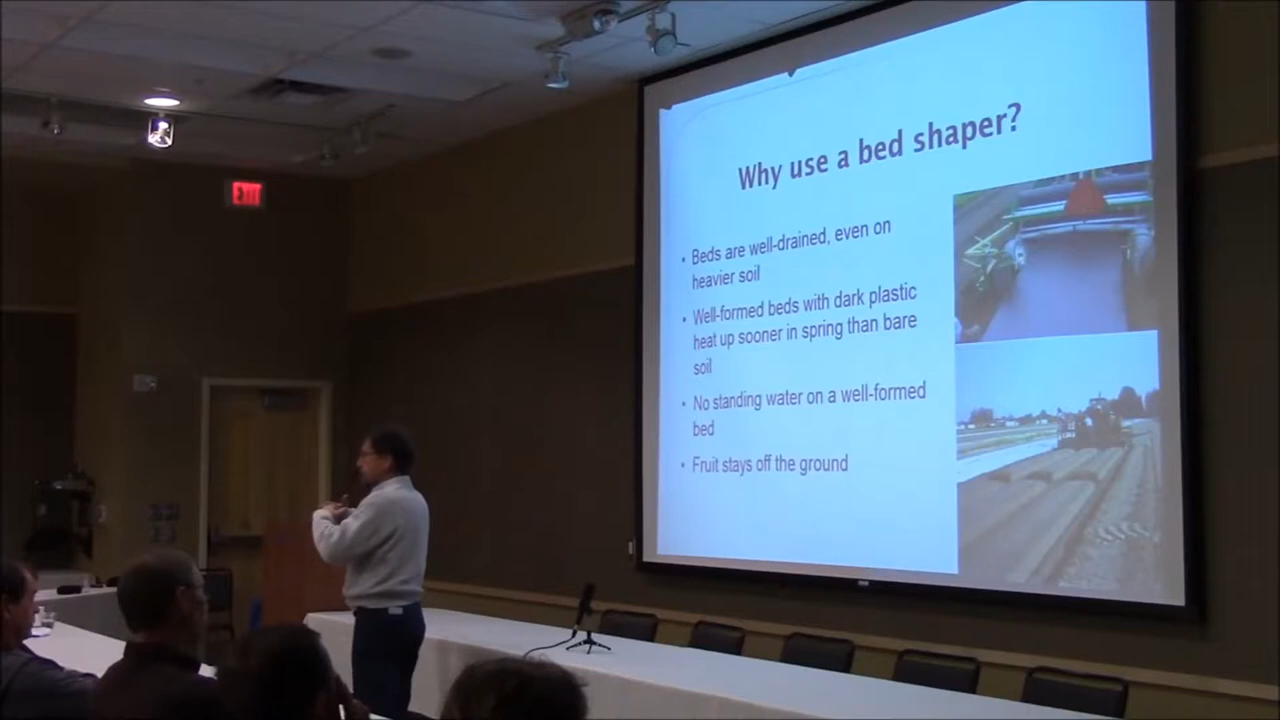 EXIT
Why use a bed shaper?
• Beds are well-drained, even on
heavier soil
• Well-formed beds with dark plastic
heat up sooner in spring than bare
soil
• No standing water on a well-formed
bed
• Fruit stays off the ground